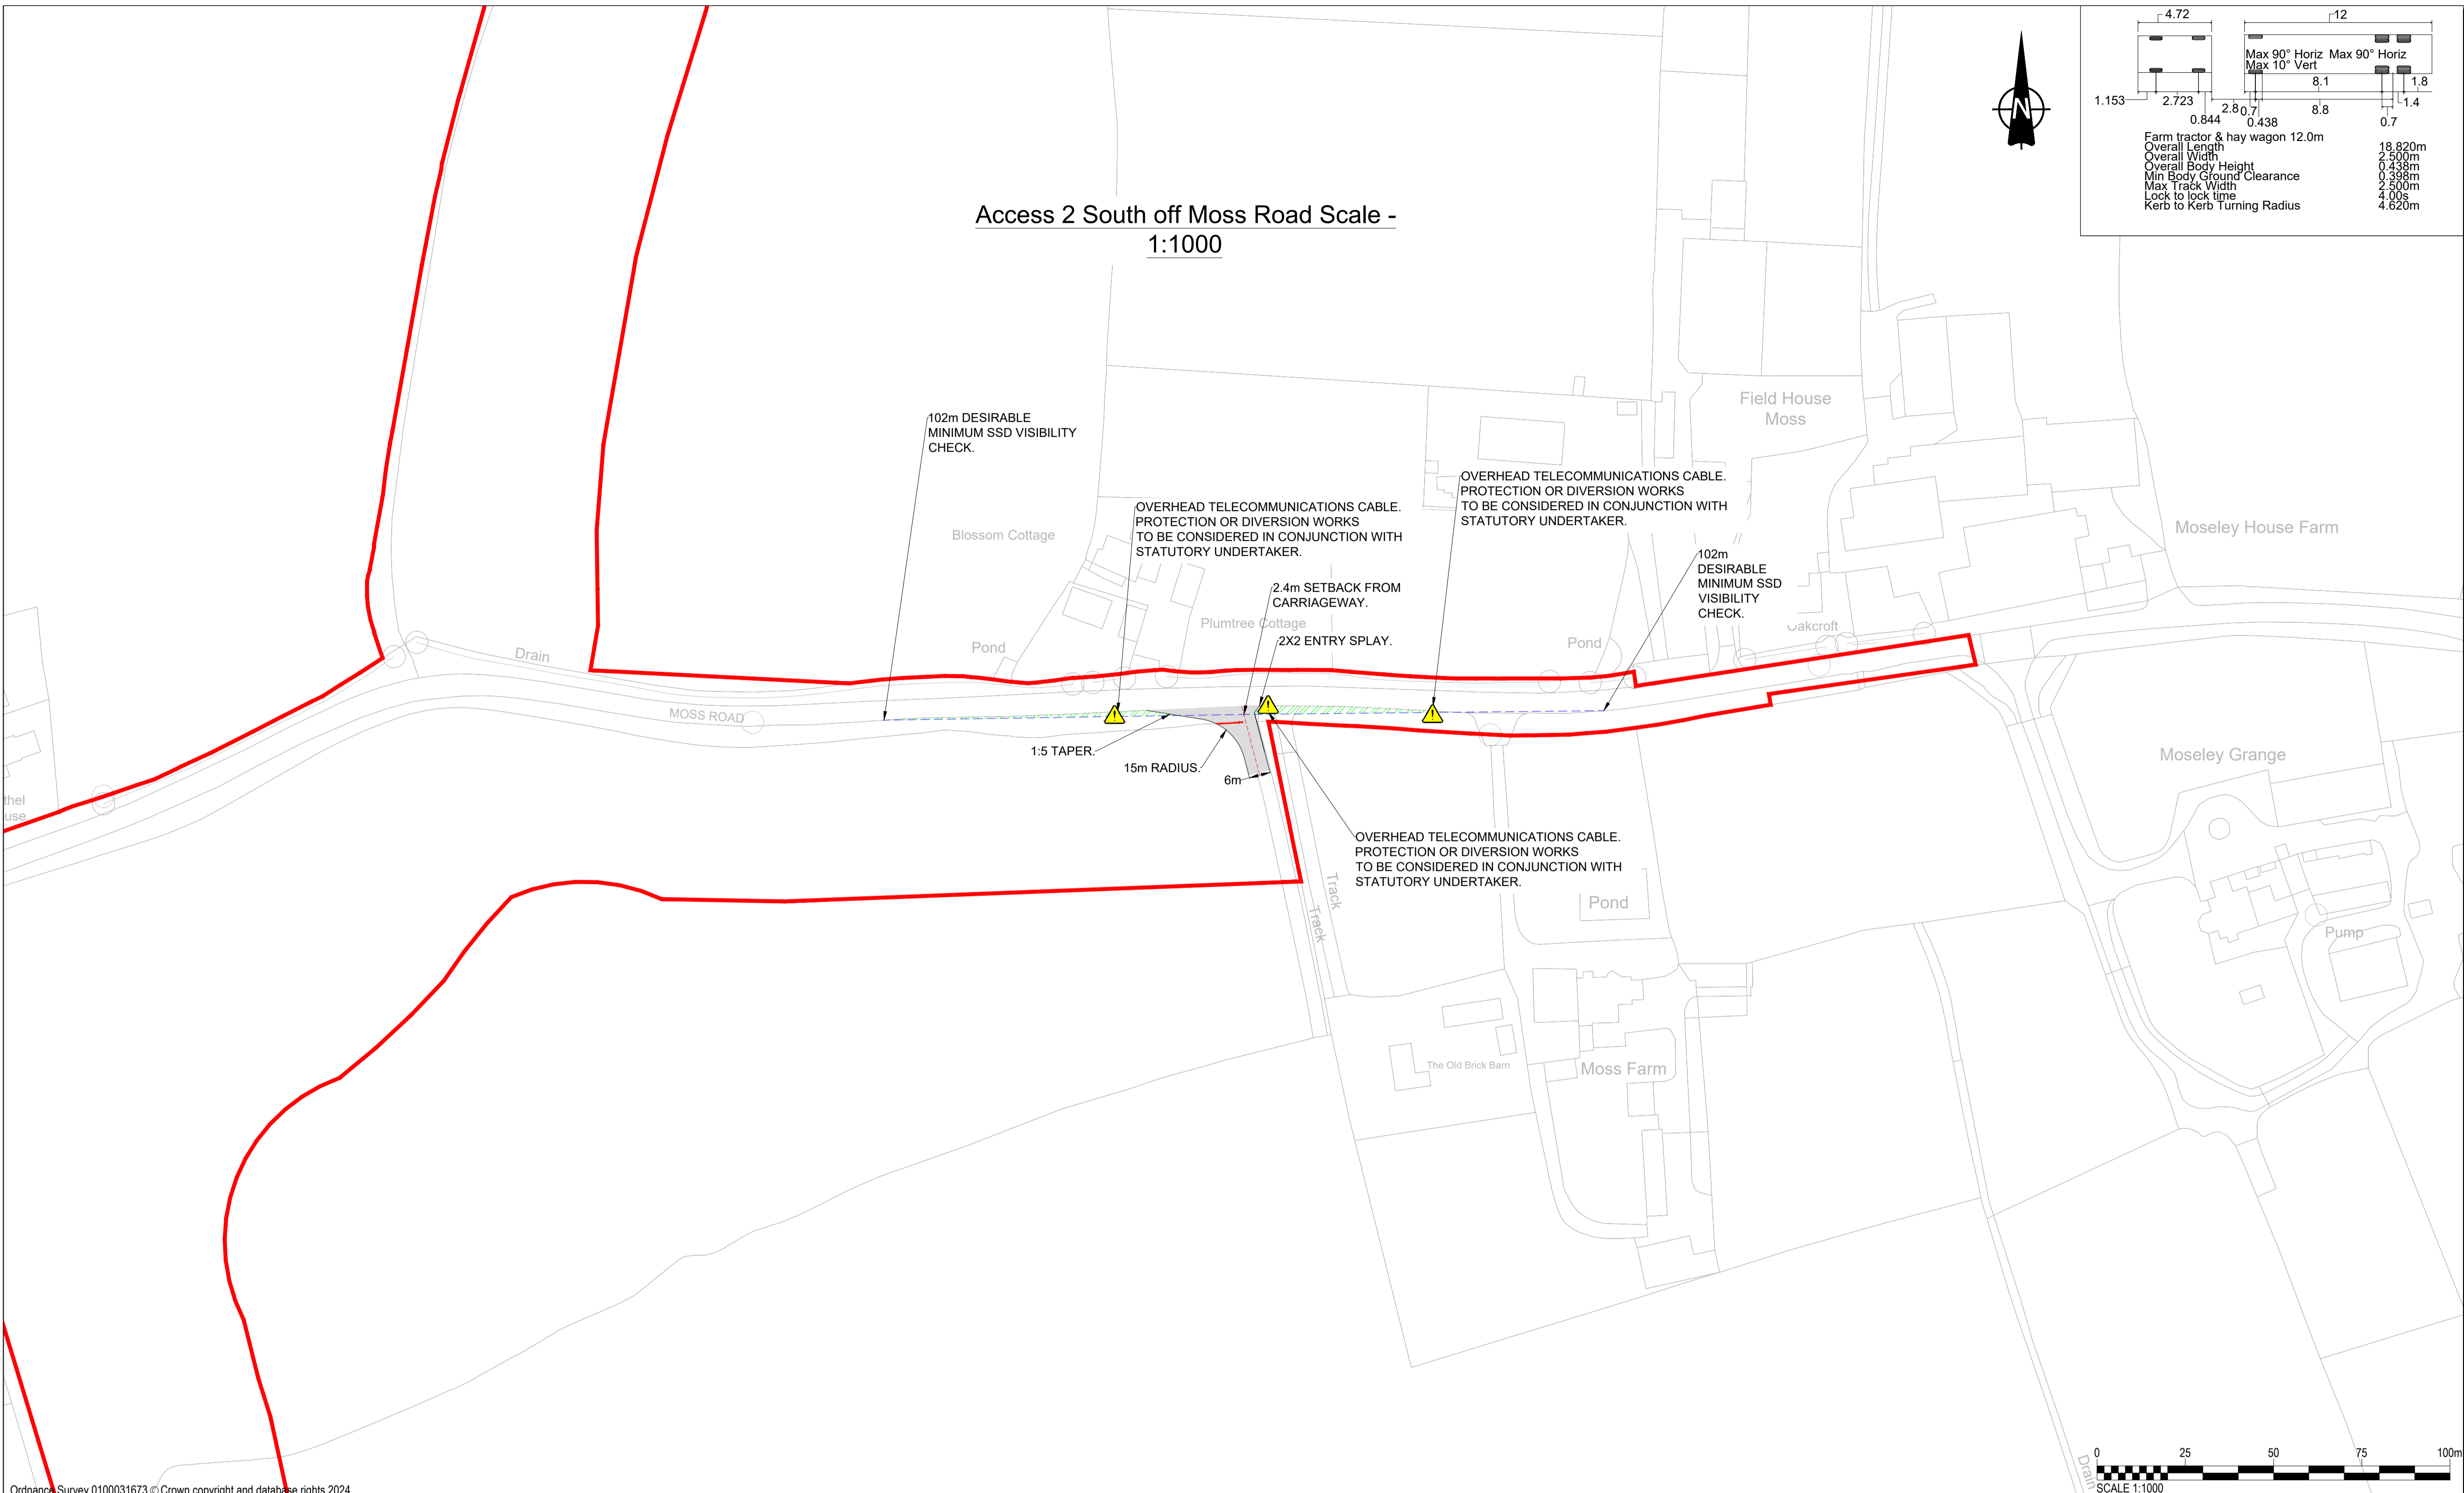 Access 2 South off Moss Road Scale -
1:1000
4.72
12
Max 90° Horiz Max 90° Horiz
Max 10° Vert
8.1
1.8
1.153
2.723
0.844
2.8
0.7
0.438
8.8
1.4
0.7
Farm tractor & hay wagon 12.0m
Overall Length 18.820m
Overall Width 2.500m
Overall Body Height 0.438m
Min Body Ground Clearance 0.398m
Max Track Width 2.500m
Lock to lock time 4.00s
Kerb to Kerb Turning Radius 4.620m
N
102m DESIRABLE
MINIMUM SSD VISIBILITY
CHECK.
OVERHEAD TELECOMMUNICATIONS CABLE.
PROTECTION OR DIVERSION WORKS
TO BE CONSIDERED IN CONJUNCTION WITH
STATUTORY UNDERTAKER.
OVERHEAD TELECOMMUNICATIONS CABLE.
PROTECTION OR DIVERSION WORKS
TO BE CONSIDERED IN CONJUNCTION WITH
STATUTORY UNDERTAKER.
Field House
Moss
Moseley House Farm
Blossom Cottage
102m
DESIRABLE
MINIMUM SSD
VISIBILITY
CHECK.
2.4m SETBACK FROM
CARRIAGEWAY.
Plumtree Cottage
2X2 ENTRY SPLAY.
Oakcroft
Pond
Pond
Drain
MOSS ROAD
!
!
!
1:5 TAPER.
15m RADIUS.
6m
Moseley Grange
thel
use
OVERHEAD TELECOMMUNICATIONS CABLE.
PROTECTION OR DIVERSION WORKS
TO BE CONSIDERED IN CONJUNCTION WITH
STATUTORY UNDERTAKER.
Track
Track
Pond
Pump
The Old Brick Barn
Moss Farm
Drain
0 25 50 75 100m
SCALE 1:1000
Ordnance Survey 0100031673 © Crown copyright and database rights 2024